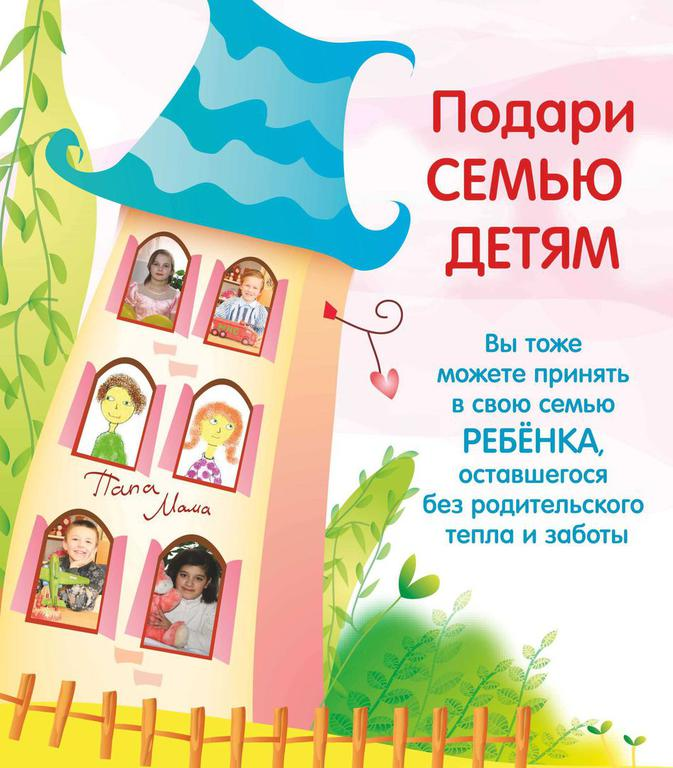 Подари
СЕМЬЮ
ДЕТЯМ
Вы тоже
можете принять
в свою семью
РЕБЁНКА,
оставшегося
без родительского
тепла и заботы
Папа
Мама